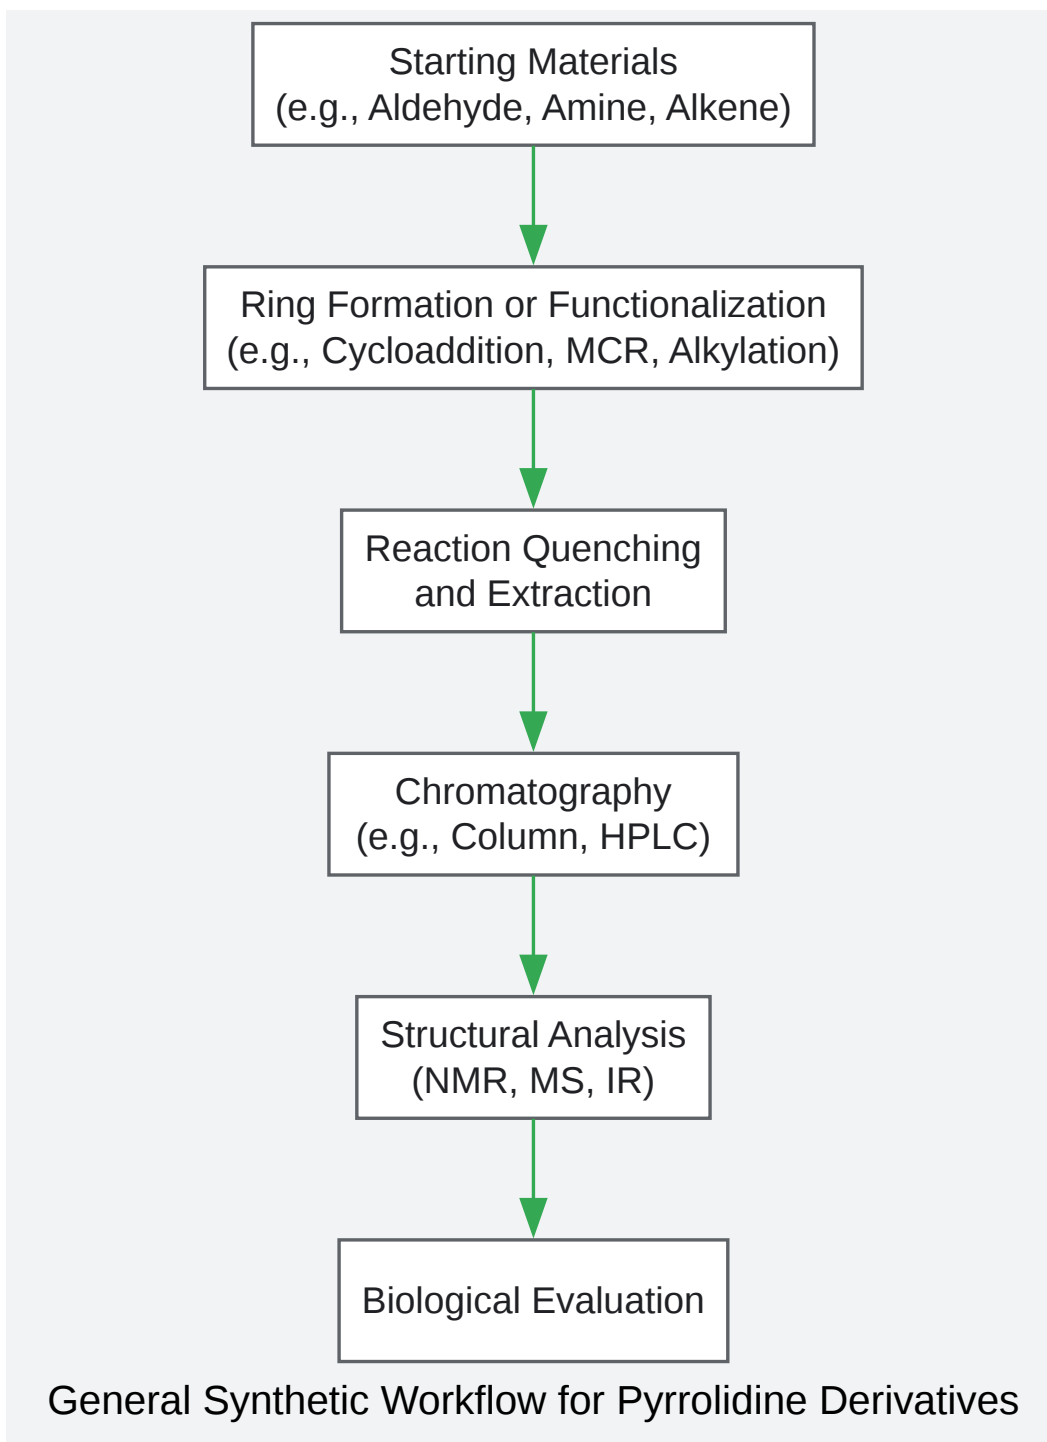 Starting Materials
(e.g., Aldehyde, Amine, Alkene)
Ring Formation or Functionalization
(e.g., Cycloaddition, MCR, Alkylation)
Reaction Quenching
and Extraction
Chromatography
(e.g., Column, HPLC)
Structural Analysis
(NMR, MS, IR)
Biological Evaluation
General Synthetic Workflow for Pyrrolidine Derivatives